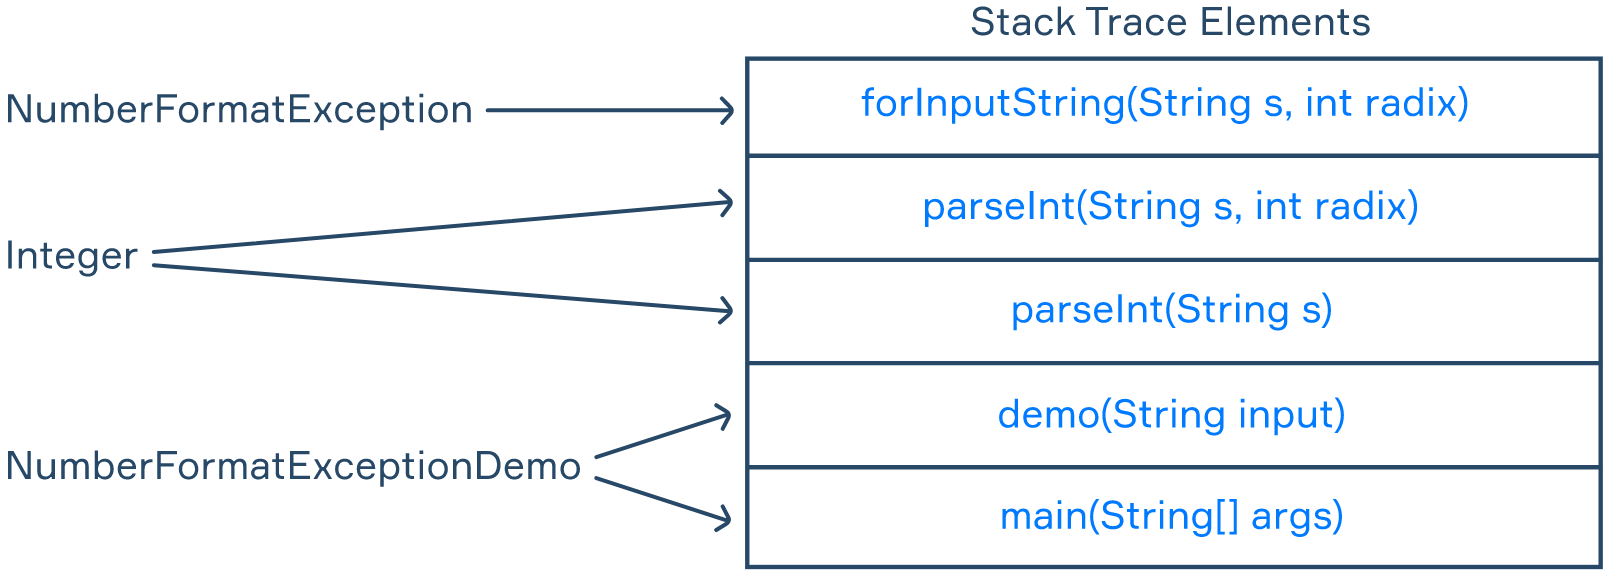 Stack Trace Elements
NumberFormatException
forInputString(String s, int radix)
parseInt(String s, int radix)
Integer
parseInt(String s)
demo(String input)
NumberFormatExceptionDemo
main(String[] args)